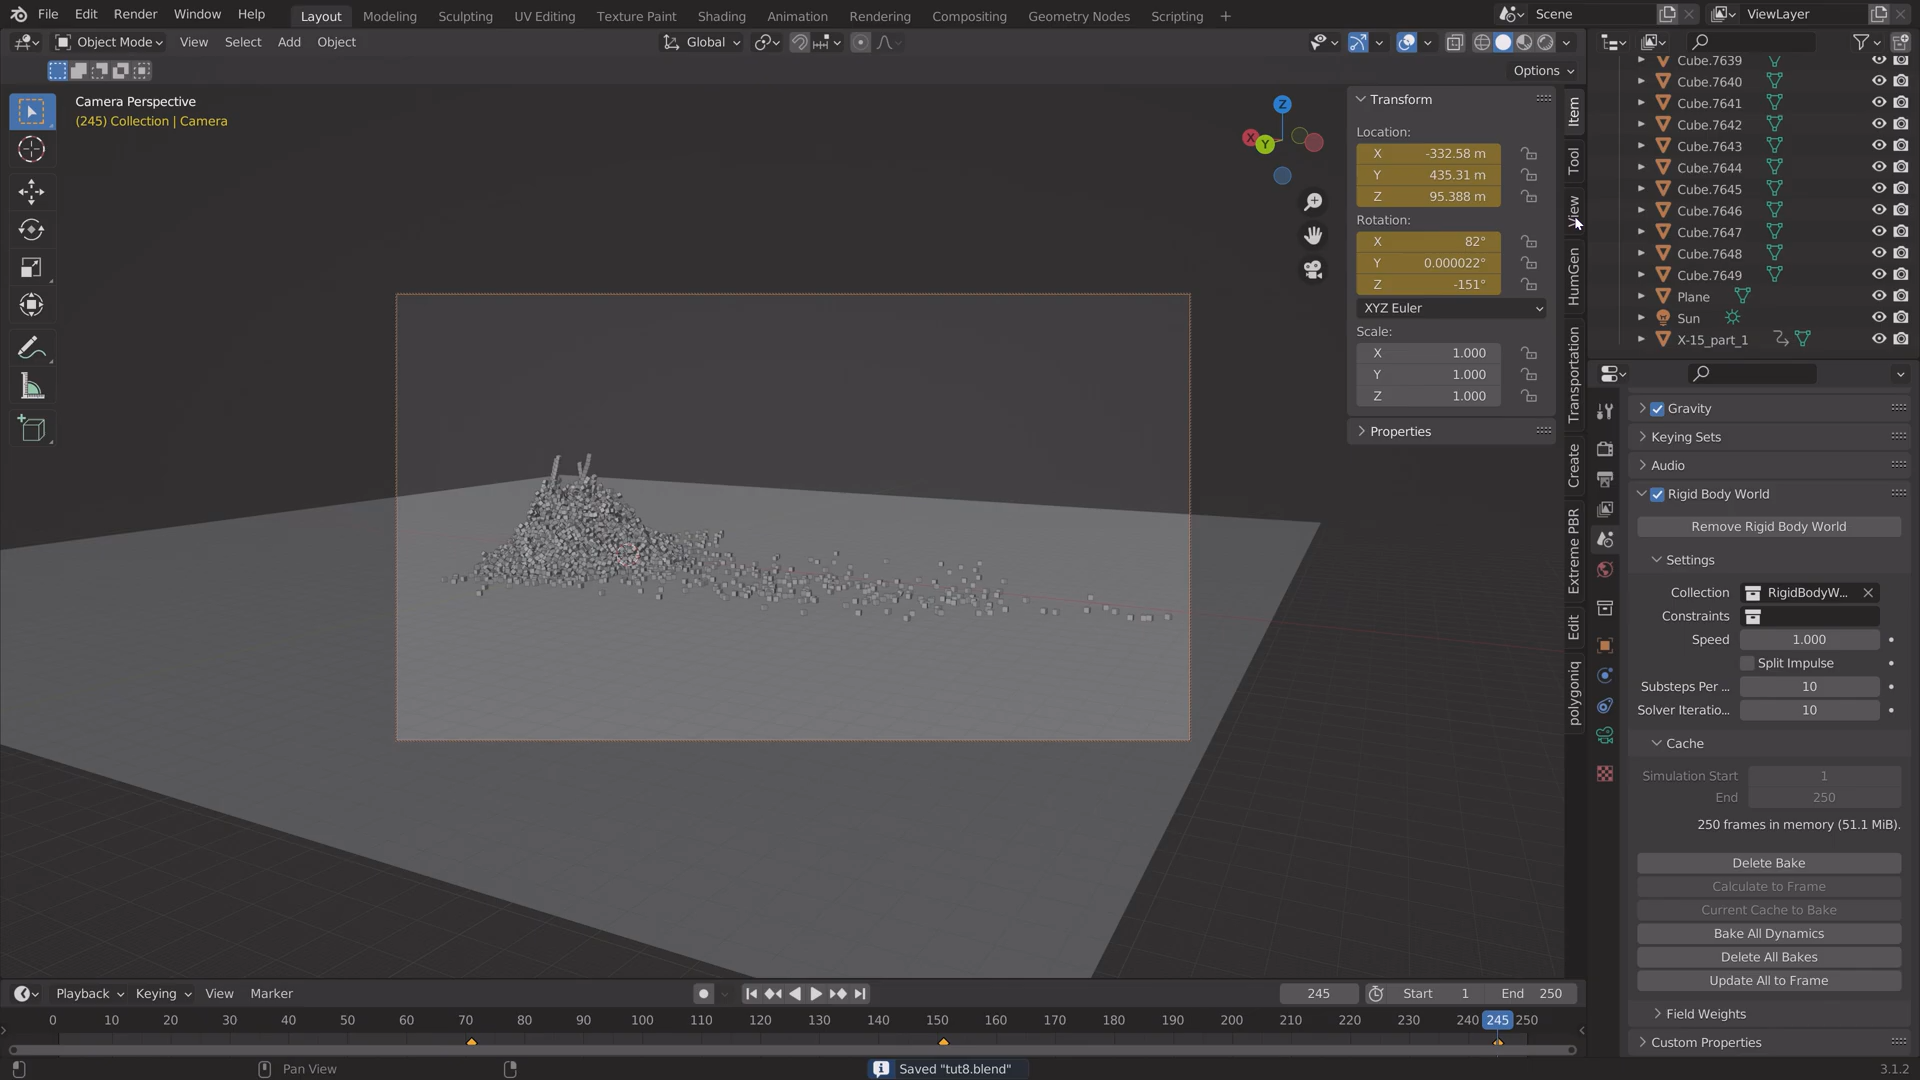 File Edit Render Window Help Layout Modeling Sculpting UV Editing Texture Paint Shading Animation Rendering Compositing Geometry Nodes Scripting + Scene ViewLayer
Object Mode View Select Add Object Global
Options
Camera Perspective
(245) Collection | Camera
Z
X
Y
Transform
Location:
X -332.58 m
Y 435.31 m
Z 95.388 m
Rotation:
X 82°
Y 0.000022°
Z -151°
XYZ Euler
Scale:
X 1.000
Y 1.000
Z 1.000
Properties
Item
Tool
View
HumGen
Transportation
Create
Extreme PBR
Edit
polygoniq
Cube.7639
Cube.7640
Cube.7641
Cube.7642
Cube.7643
Cube.7644
Cube.7645
Cube.7646
Cube.7647
Cube.7648
Cube.7649
Plane
Sun
X-15_part_1
Gravity
Keying Sets
Audio
Rigid Body World
Remove Rigid Body World
Settings
Collection RigidBodyW...
Constraints
Speed 1.000
Split Impulse
Substeps Per ... 10
Solver Iteratio... 10
Cache
Simulation Start 1
End 250
250 frames in memory (51.1 MiB).
Delete Bake
Calculate to Frame
Current Cache to Bake
Bake All Dynamics
Delete All Bakes
Update All to Frame
Field Weights
Custom Properties
Playback Keying View Marker 245 Start 1 End 250
0 10 20 30 40 50 60 70 80 90 100 110 120 130 140 150 160 170 180 190 200 210 220 230 240 245 250
Pan View Saved "tut8.blend" 3.1.2